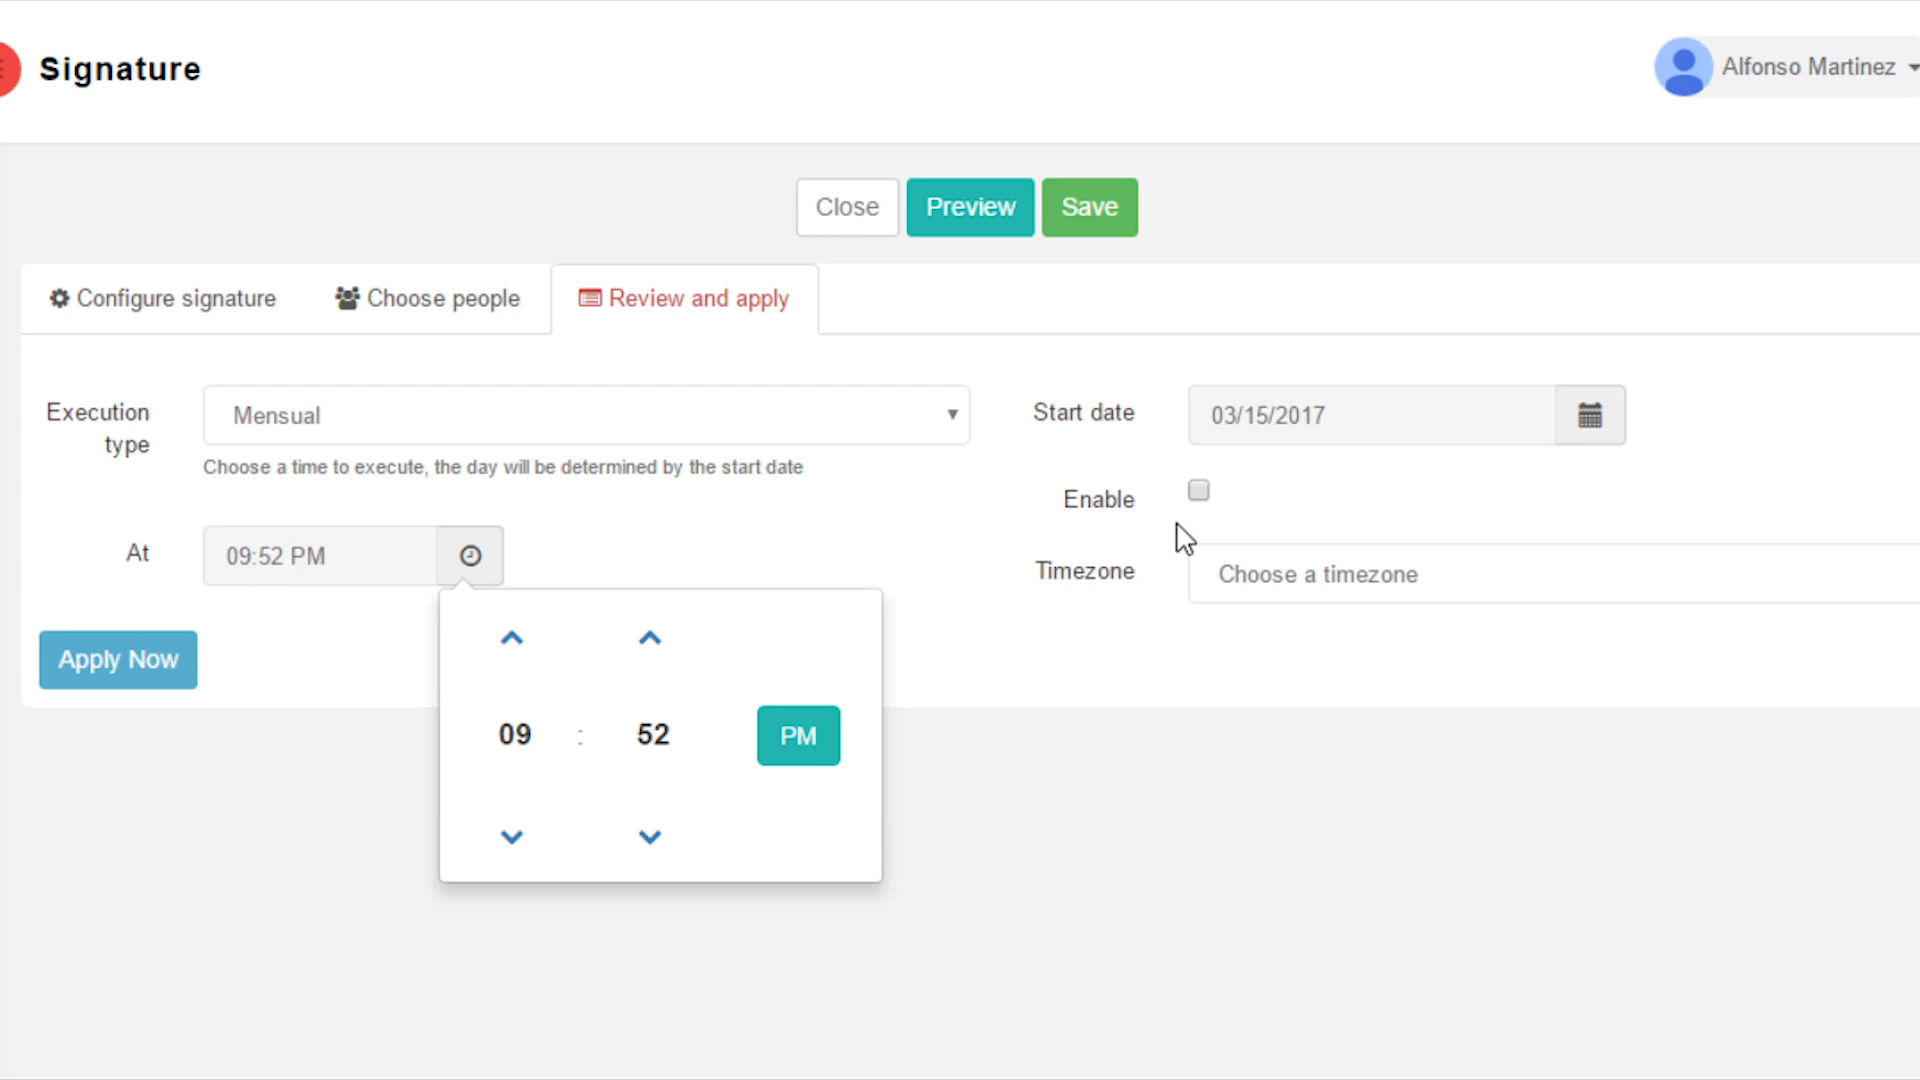 Signature
Alfonso Martinez
Close Preview Save
Configure signature Choose people Review and apply
Execution type
Mensual
Choose a time to execute, the day will be determined by the start date
At
09:52 PM
Start date
03/15/2017
Enable
Timezone
Choose a timezone
Apply Now
09 : 52 PM